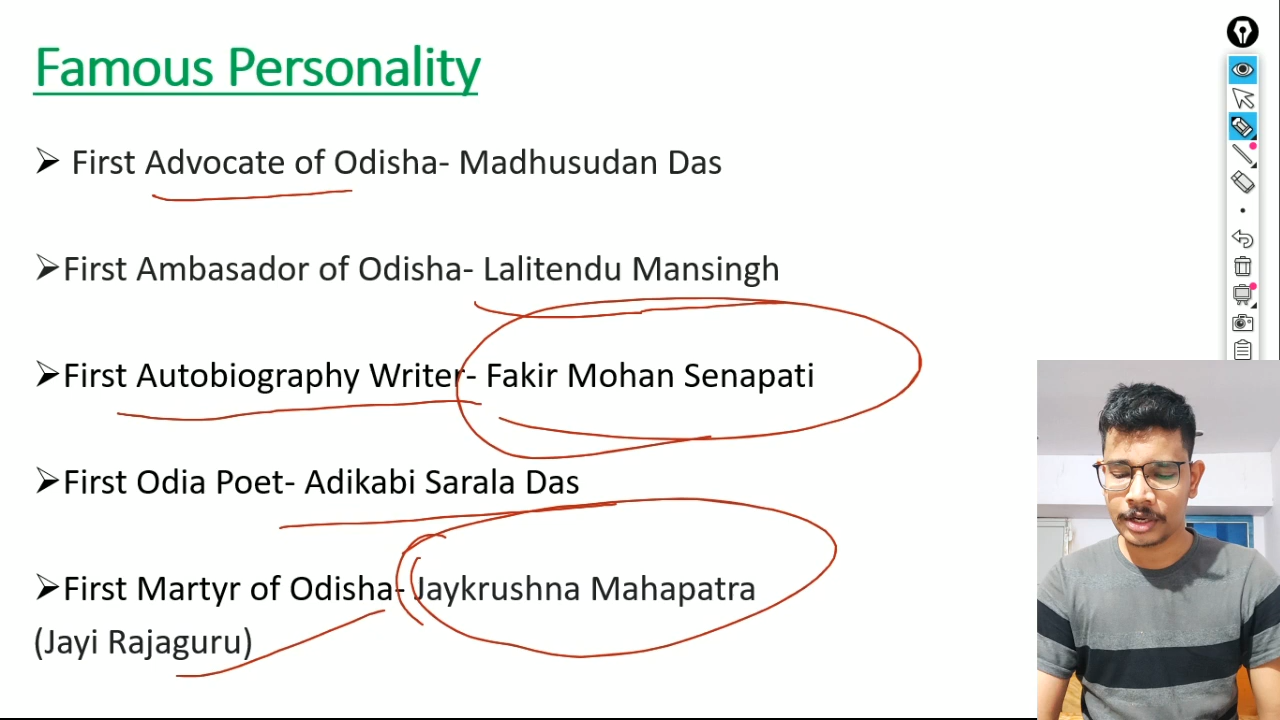 Famous Personality
➤ First Advocate of Odisha- Madhusudan Das
➤First Ambasador of Odisha- Lalitendu Mansingh
➤First Autobiography Writer- Fakir Mohan Senapati
➤First Odia Poet- Adikabi Sarala Das
➤First Martyr of Odisha- Jaykrushna Mahapatra
(Jayi Rajaguru)